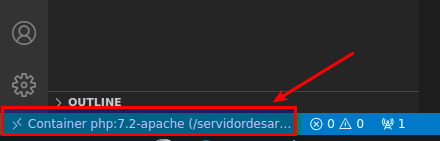 OUTLINE
Container php:7.2-apache (/servidordesar... 0 0 1